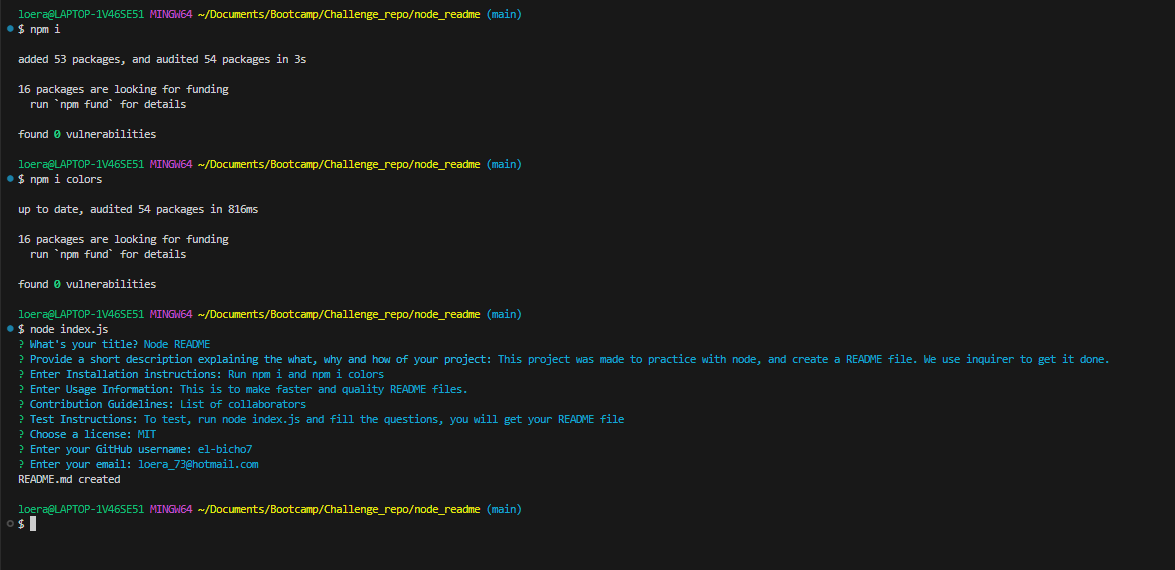 loera@LAPTOP-1V46SE51 MINGW64 ~/Documents/Bootcamp/Challenge_repo/node_readme (main)
$ npm i
added 53 packages, and audited 54 packages in 3s
16 packages are looking for funding
run `npm fund` for details
found 0 vulnerabilities
loera@LAPTOP-1V46SE51 MINGW64 ~/Documents/Bootcamp/Challenge_repo/node_readme (main)
$ npm i colors
up to date, audited 54 packages in 816ms
16 packages are looking for funding
run `npm fund` for details
found 0 vulnerabilities
loera@LAPTOP-1V46SE51 MINGW64 ~/Documents/Bootcamp/Challenge_repo/node_readme (main)
$ node index.js
? What's your title? Node README
? Provide a short description explaining the what, why and how of your project: This project was made to practice with node, and create a README file. We use inquirer to get it done.
? Enter Installation instructions: Run npm i and npm i colors
? Enter Usage Information: This is to make faster and quality README files.
? Contribution Guidelines: List of collaborators
? Test Instructions: To test, run node index.js and fill the questions, you will get your README file
? Choose a license: MIT
? Enter your GitHub username: el-bicho7
? Enter your email: loera_73@hotmail.com
README.md created
loera@LAPTOP-1V46SE51 MINGW64 ~/Documents/Bootcamp/Challenge_repo/node_readme (main)
$